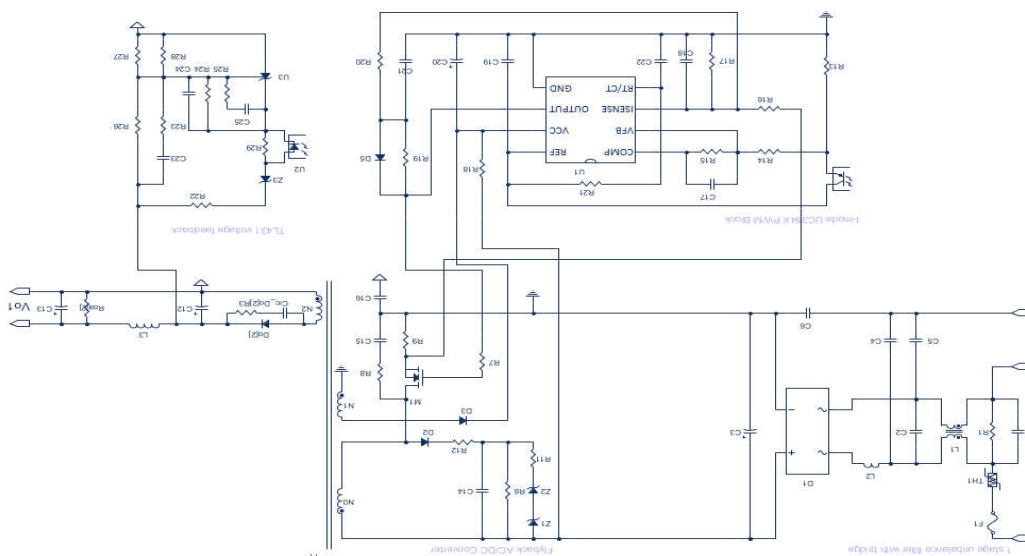 1 stage unbalance filter with bridge
Flyback AC/DC Converter
F1
TH1
L1
R1
L2
D1
C2
C5
C4
C6
C3
Z1
Z2
R11
R6
C14
R12
D2
D3
N0
N1
M1
R7
R8
R9
C15
C16
N2
L3
C12
C13
Vo1
I-mode UC384X PWM Block
TL431 voltage feedback
C17
R21
U1
R14
R15
COMP
REF
VFB
VCC
ISENSE
OUTPUT
RT/CT
GND
R16
R13
R17
C18
C22
C19
C20
C21
R18
R19
R20
D5
R22
Z3
U2
R29
C23
R23
R26
C25
U3
R25
R24
C24
R28
R27